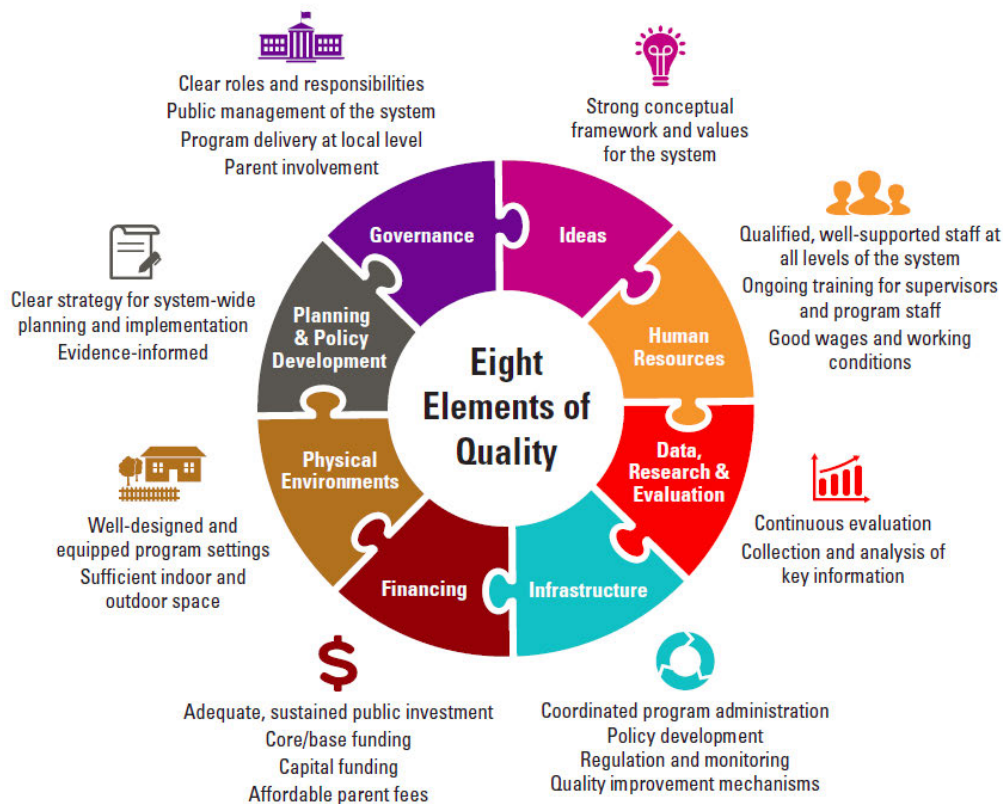 Clear roles and responsibilities
Public management of the system
Program delivery at local level
Parent involvement
Strong conceptual
framework and values
for the system
Governance
Ideas
Qualified, well-supported staff at
all levels of the system
Ongoing training for supervisors
and program staff
Good wages and working
conditions
Clear strategy for system-wide
planning and implementation
Evidence-informed
Planning
& Policy
Development
Human
Resources
Eight
Elements of
Quality
Physical
Environments
Data,
Research &
Evaluation
Well-designed and
equipped program settings
Sufficient indoor and
outdoor space
Continuous evaluation
Collection and analysis of
key information
Financing
Infrastructure
$
Adequate, sustained public investment
Core/base funding
Capital funding
Affordable parent fees
Coordinated program administration
Policy development
Regulation and monitoring
Quality improvement mechanisms